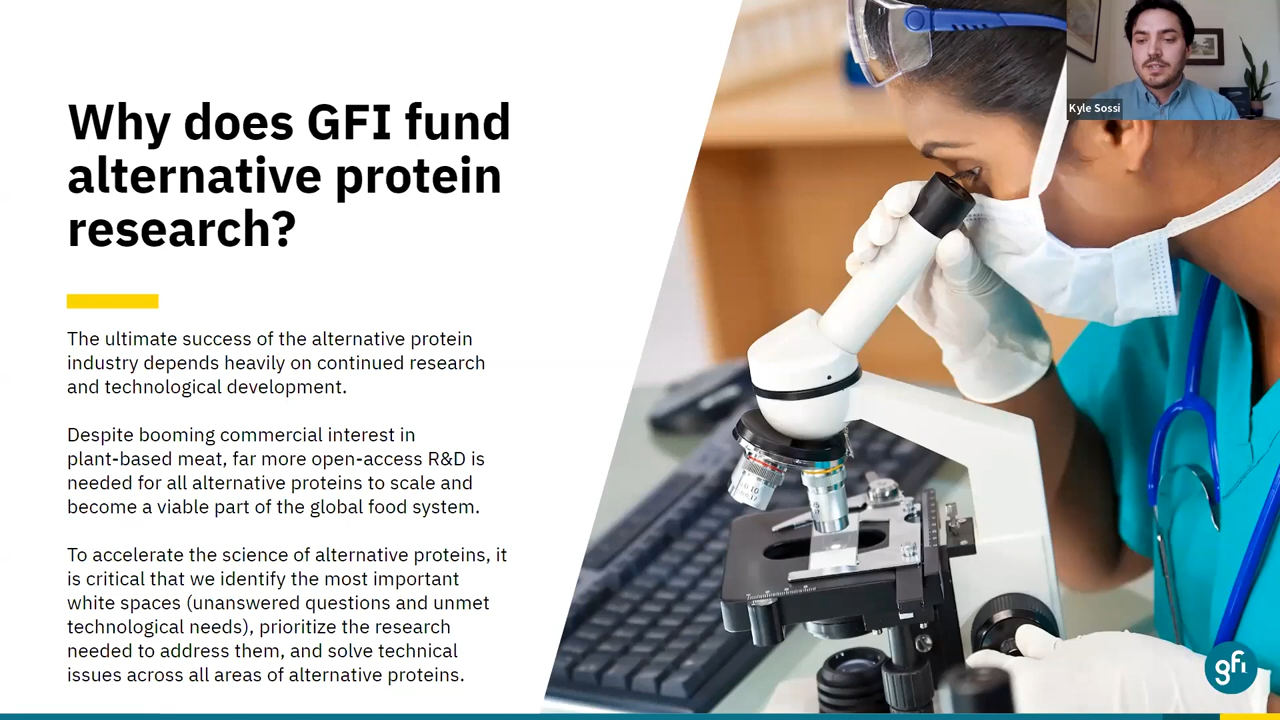 Why does GFI fund
alternative protein
research?
The ultimate success of the alternative protein
industry depends heavily on continued research
and technological development.
Despite booming commercial interest in
plant-based meat, far more open-access R&D is
needed for all alternative proteins to scale and
become a viable part of the global food system.
To accelerate the science of alternative proteins, it
is critical that we identify the most important
white spaces (unanswered questions and unmet
technological needs), prioritize the research
needed to address them, and solve technical
issues across all areas of alternative proteins.
Kyle Sossi
gfi